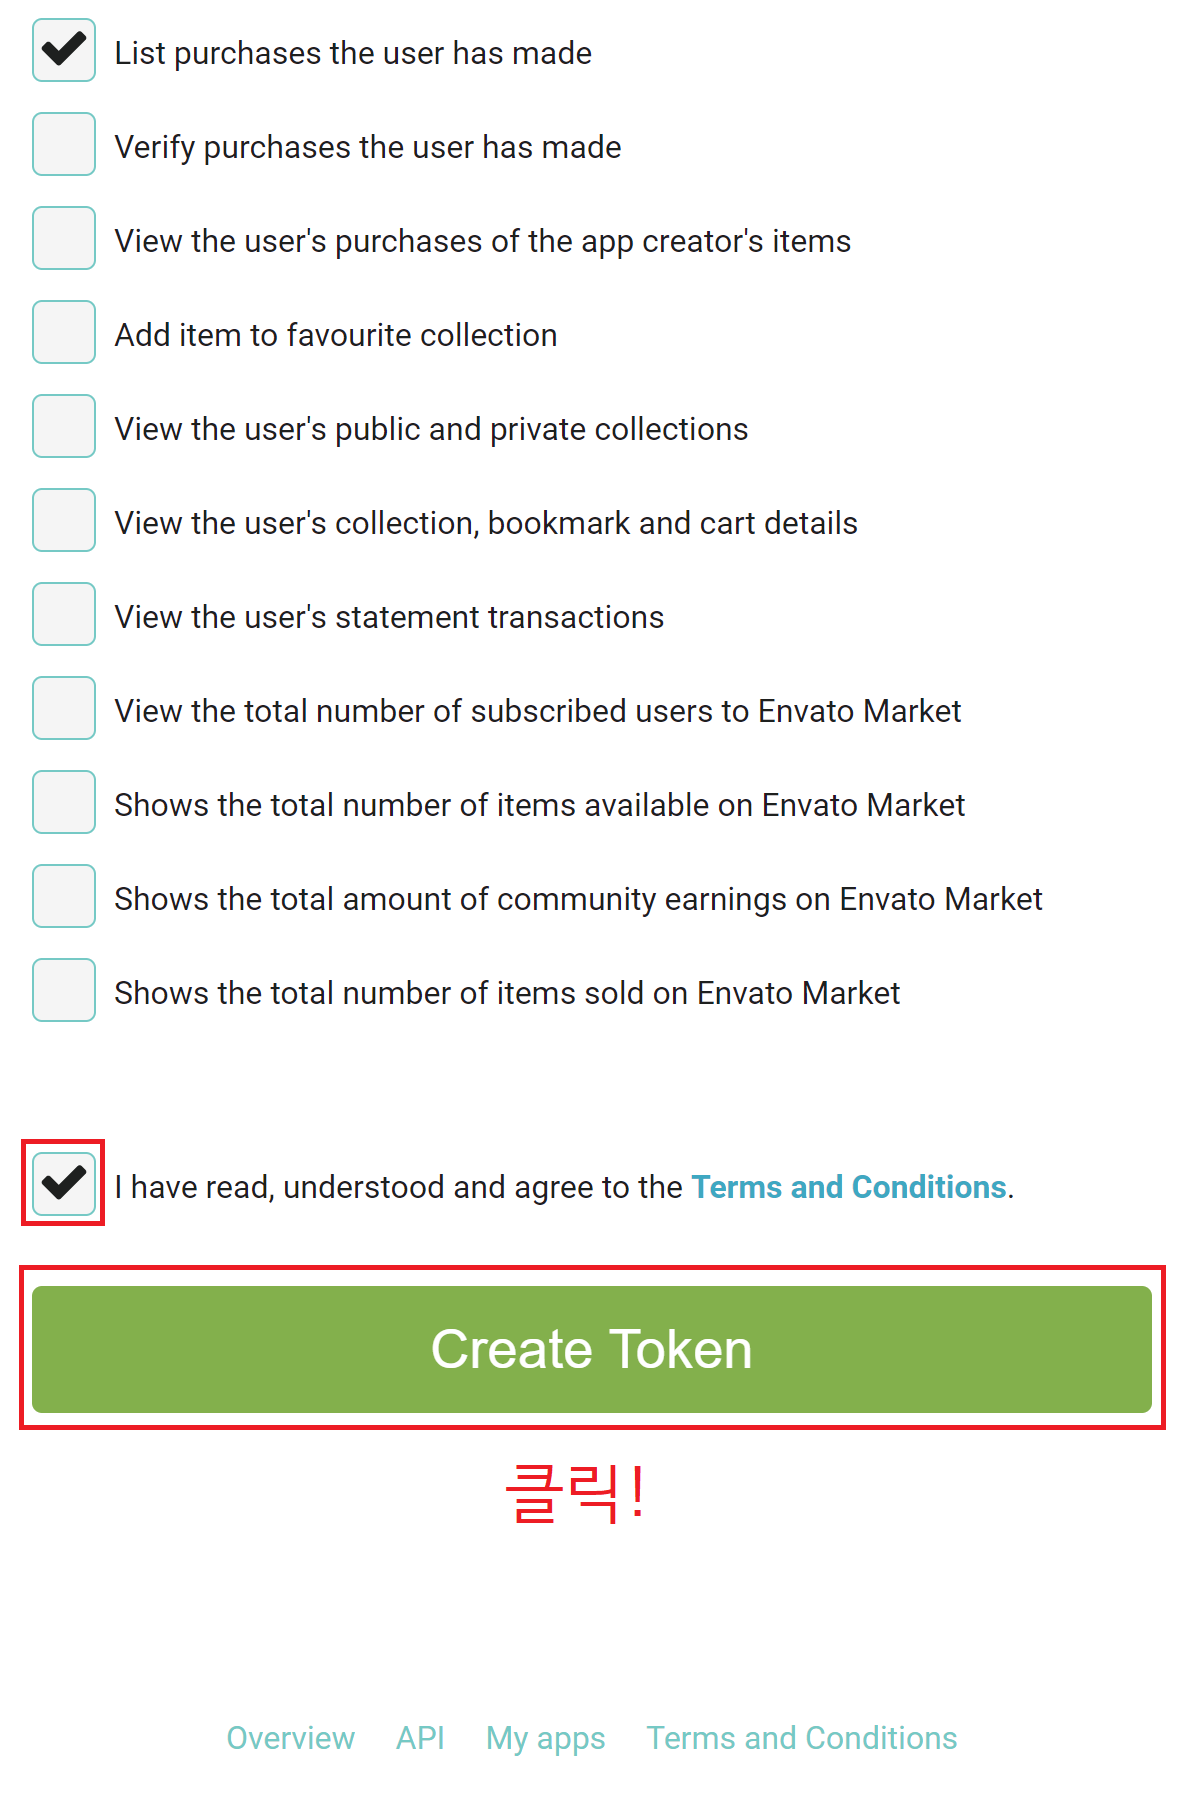 List purchases the user has made
Verify purchases the user has made
View the user's purchases of the app creator's items
Add item to favourite collection
View the user's public and private collections
View the user's collection, bookmark and cart details
View the user's statement transactions
View the total number of subscribed users to Envato Market
Shows the total number of items available on Envato Market
Shows the total amount of community earnings on Envato Market
Shows the total number of items sold on Envato Market
I have read, understood and agree to the Terms and Conditions.
Create Token
클릭!
Overview API My apps Terms and Conditions